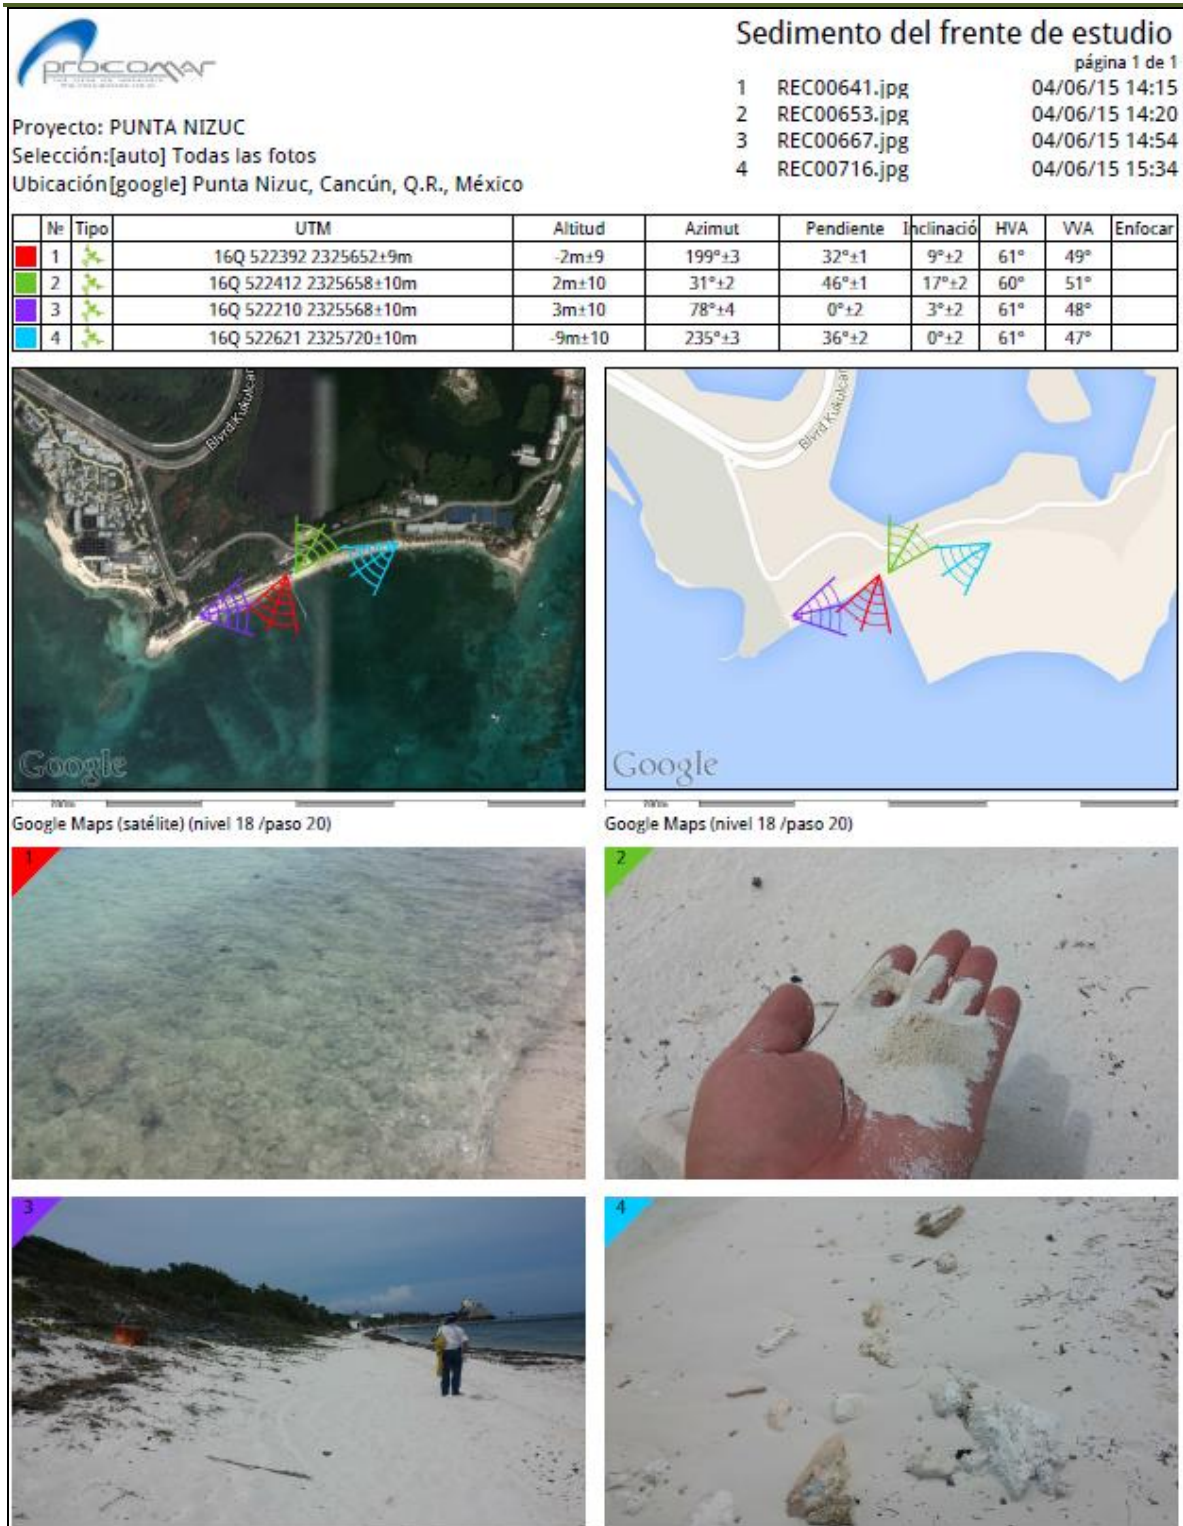 PROCOMAR
Sedimento del frente de estudio
página 1 de 1
1 REC00641.jpg 04/06/15 14:15
2 REC00653.jpg 04/06/15 14:20
3 REC00667.jpg 04/06/15 14:54
4 REC00716.jpg 04/06/15 15:34
Proyecto: PUNTA NIZUC
Selección:[auto] Todas las fotos
Ubicación[google] Punta Nizuc, Cancún, Q.R., México
Nº Tipo UTM Altitud Azimut Pendiente Inclinació HVA VVA Enfocar
1 16Q 522392 2325652±9m -2m±9 199°±3 32°±1 9°±2 61° 49°
2 16Q 522412 2325658±10m 2m±10 31°±2 46°±1 17°±2 60° 51°
3 16Q 522210 2325568±10m 3m±10 78°±4 0°±2 3°±2 61° 48°
4 16Q 522621 2325720±10m -9m±10 235°±3 36°±2 0°±2 61° 47°
Blvrd Kukulcan
Google
Blvrd Kukulcan
Google
Google Maps (satélite) (nivel 18 /paso 20)
Google Maps (nivel 18 /paso 20)
1
2
3
4